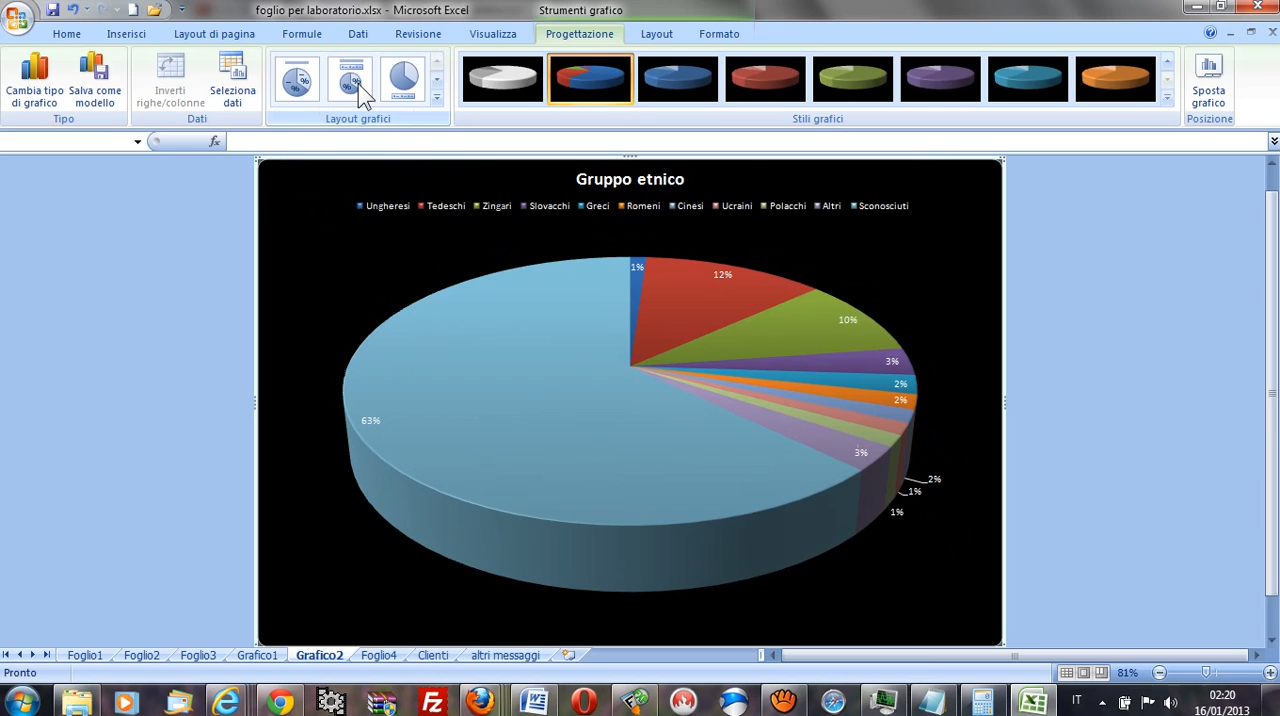 foglio per laboratorio.xlsx - Microsoft Excel
Strumenti grafico
Home Inserisci Layout di pagina Formule Dati Revisione Visualizza Progettazione Layout Formato
Cambia tipo di grafico
Salva come modello
Inverti righe/colonne
Seleziona dati
Sposta grafico
Tipo Dati Layout grafici Stili grafici Posizione
fx
Gruppo etnico
Ungheresi Tedeschi Zingari Slovacchi Greci Romeni Cinesi Ucraini Polacchi Altri Sconosciuti
1%
12%
10%
3%
2%
2%
63%
3%
2%
1%
1%
Foglio1 Foglio2 Foglio3 Grafico1 Grafico2 Foglio4 Clienti altri messaggi
Pronto
81%
IT
02:20
16/01/2013